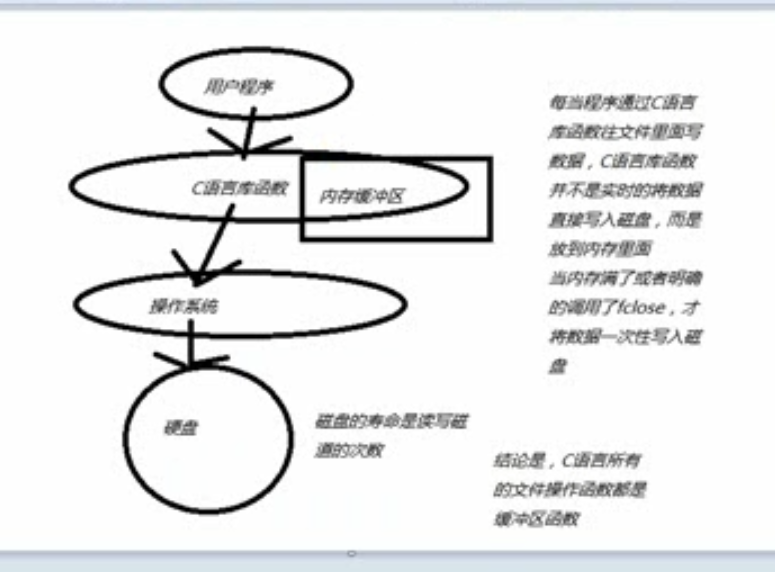 用户程序
C语言库函数
内存缓冲区
操作系统
硬盘
磁盘的寿命是读写磁
道的次数
每当程序通过C语言
库函数往文件里面写
数据，C语言库函数
并不是实时的将数据
直接写入磁盘，而是
放到内存里面
当内存满了或者明确
的调用了fclose，才
将数据一次性写入磁
盘
结论是，C语言所有
的文件操作函数都是
缓冲区函数